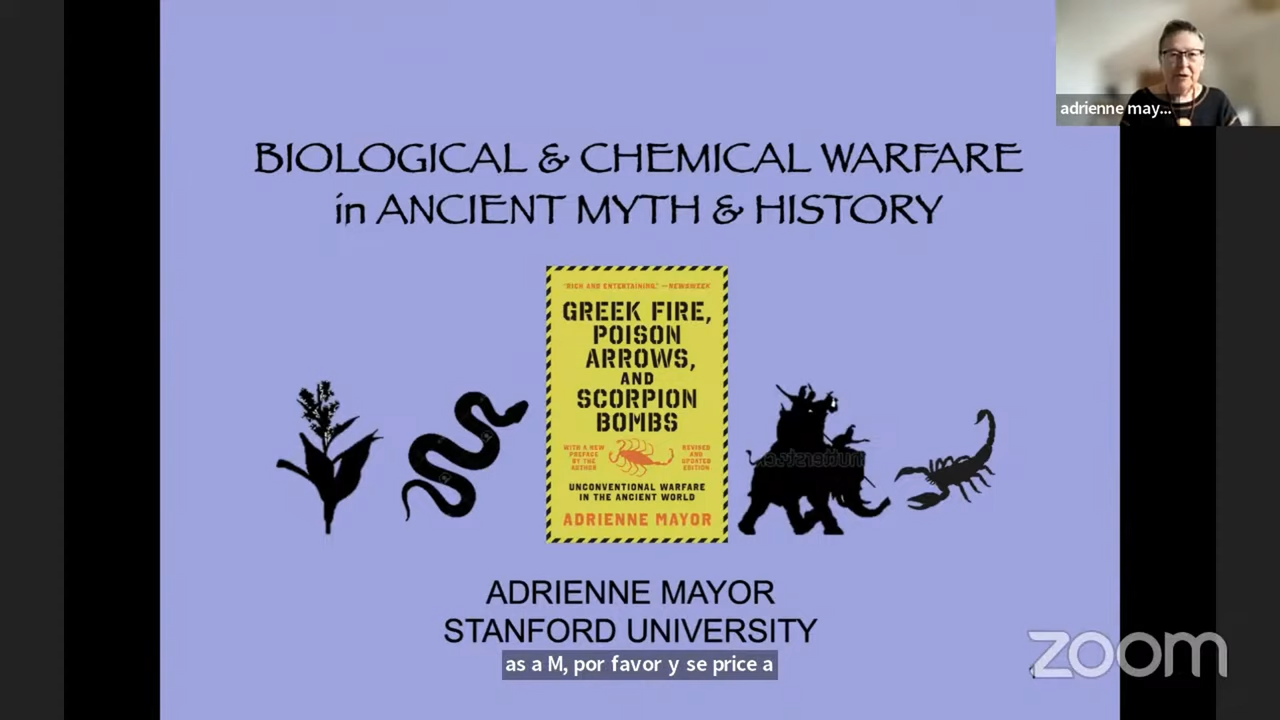 adrienne may...
BIOLOGICAL & CHEMICAL WARFARE
in ANCIENT MYTH & HISTORY
"RICH AND ENTERTAINING." —NEWSWEEK
GREEK FIRE,
POISON
ARROWS,
AND
SCORPION
BOMBS
WITH A NEW
PREFACE
BY THE
AUTHOR
REVISED
AND
UPDATED
EDITION
UNCONVENTIONAL WARFARE
IN THE ANCIENT WORLD
ADRIENNE MAYOR
ADRIENNE MAYOR
STANFORD UNIVERSITY
as a M, por favor y se price a
zoom